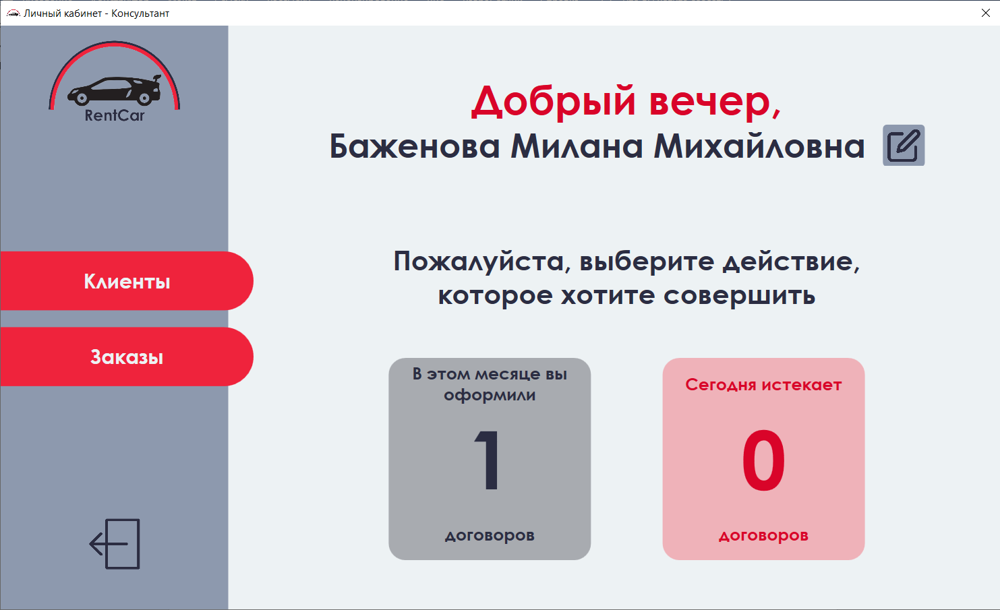 Личный кабинет - Консультант
RentCar
Добрый вечер,
Баженова Милана Михайловна
Клиенты
Заказы
Пожалуйста, выберите действие,
которое хотите совершить
В этом месяце вы
оформили
1
договоров
Сегодня истекает
0
договоров